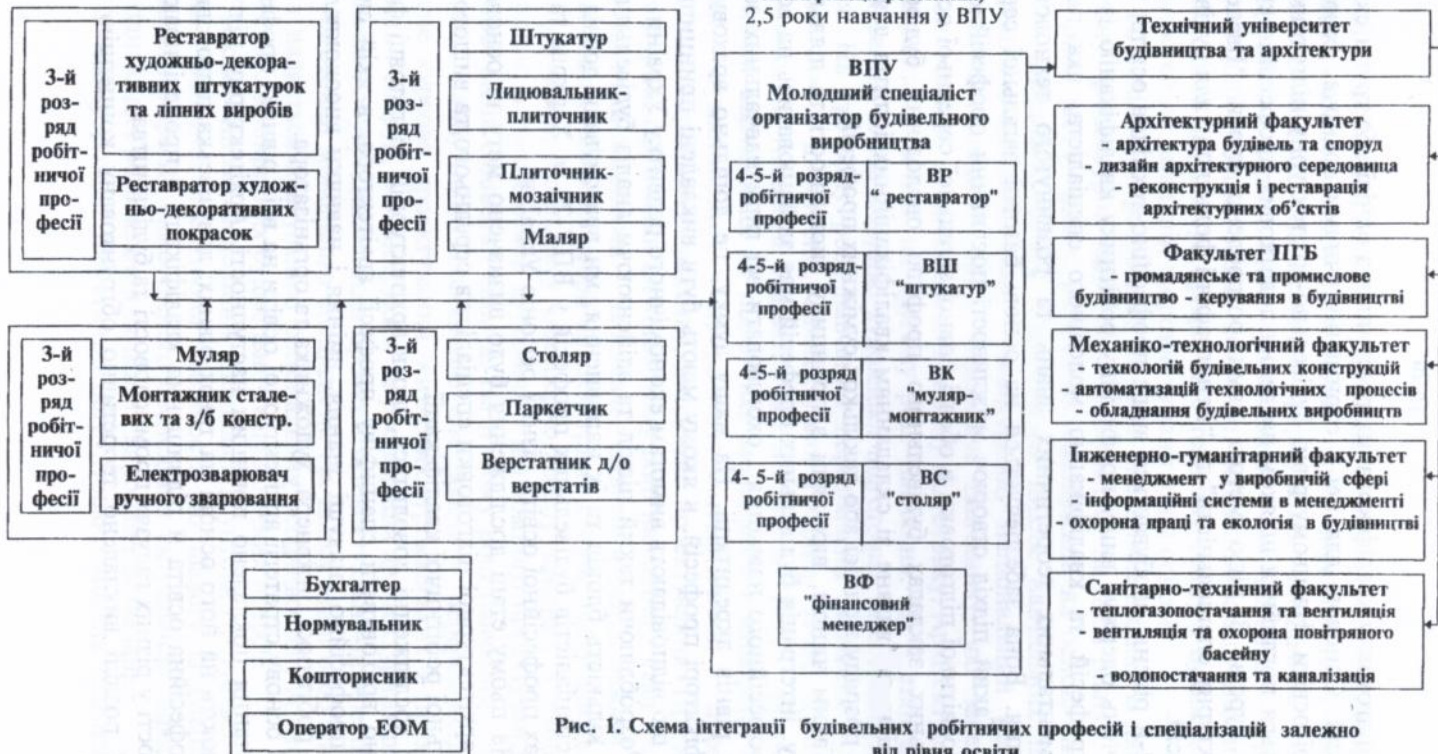 3-й
роз-
ряд
робіт-
ничої
про-
фесії
Реставратор
художньо-декора-
тивних штукатурок
та ліпних виробів
Реставратор худож-
ньо-декоративних
покрасок
3-й
роз-
ряд
робіт-
ничої
про-
фесії
Штукатур
Лицювальник-
плиточник
Плиточник-
мозаїчник
Маляр
3-й
роз-
ряд
робіт-
ничої
про-
фесії
Муляр
Монтажник стале-
вих та з/б констр.
Електрозварювач
ручного зварювання
3-й
роз-
ряд
робіт-
ничої
про-
фесії
Столяр
Паркетчик
Верстатник д/о
верстатів
Бухгалтер
Нормувальник
Кошторисник
Оператор ЕОМ
2,5 роки навчання у ВПУ
ВПУ
Молодший спеціаліст
організатор будівельного
виробництва
4-5-й розряд-
робітничої
професії
ВР
" реставратор"
4-5-й розряд-
робітничої
професії
ВШ
"штукатур"
4-5-й розряд
робітничої
професії
ВК
"муляр-
монтажник"
4- 5-й розряд
робітничої
професії
ВС
"столяр"
ВФ
"фінансовий
менеджер"
Технічний університет
будівництва та архітектури
Архітектурний факультет
- архітектура будівель та споруд
- дизайн архітектурного середовища
- реконструкція і реставрація
архітектурних об'єктів
Факультет ПГБ
- громадянське та промислове
будівництво - керування в будівництві
Механіко-технологічний факультет
- технологій будівельних конструкцій
- автоматизацій технологічних процесів
- обладнання будівельних виробництв
Інженерно-гуманітарний факультет
- менеджмент у виробничій сфері
- інформаційні системи в менеджменті
- охорона праці та екологія в будівництві
Санітарно-технічний факультет
- теплогазопостачання та вентиляція
- вентиляція та охорона повітряного
басейну
- водопостачання та каналізація
Рис. 1. Схема інтеграції будівельних робітничих професій і спеціалізацій залежно
від рівня освіти